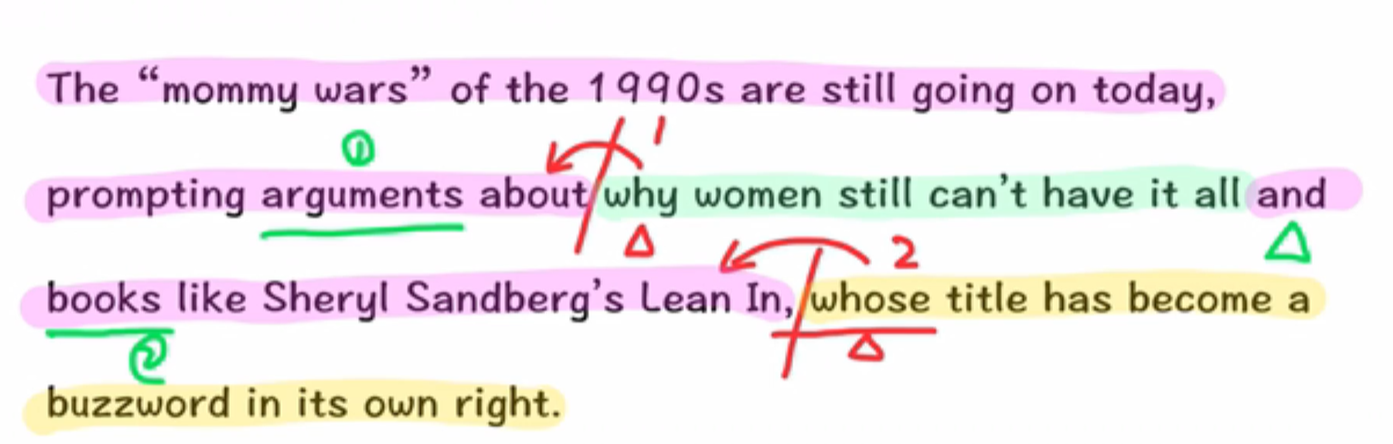 The “mommy wars” of the 1990s are still going on today,
1 1
prompting arguments about why women still can’t have it all and
2
books like Sheryl Sandberg’s Lean In, whose title has become a
2
buzzword in its own right.